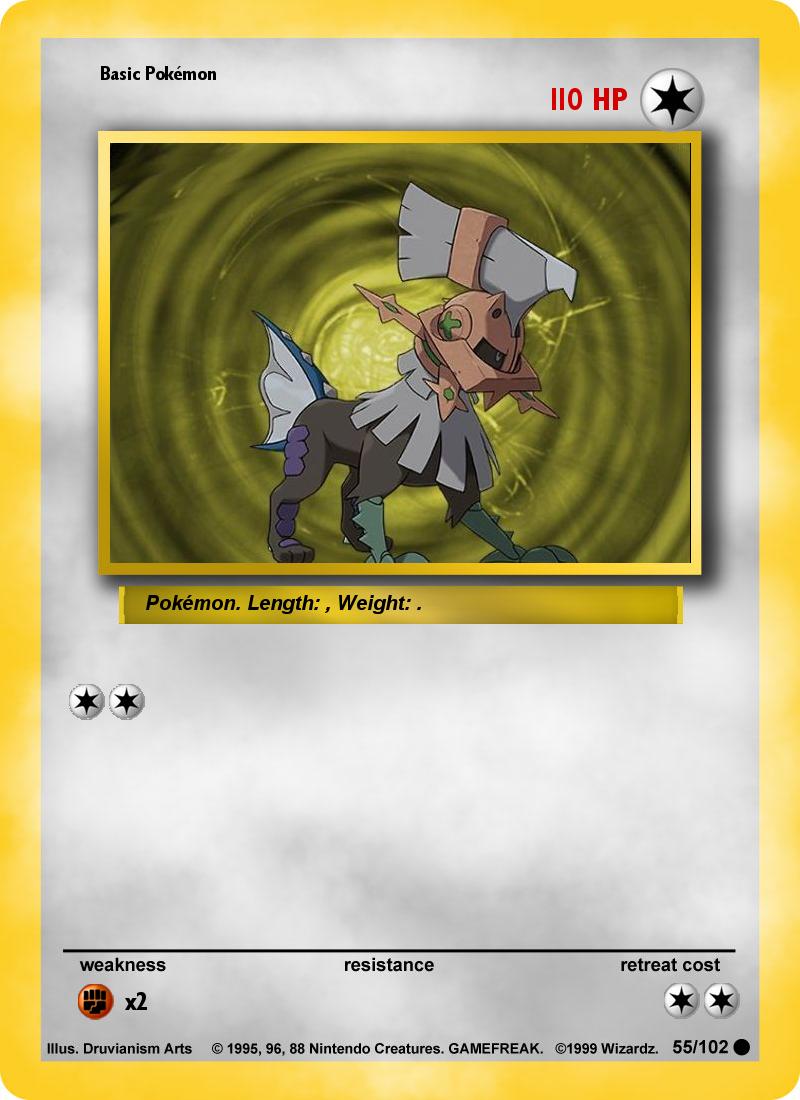 Basic Pokémon
110 HP
Pokémon. Length: , Weight: .
weakness resistance retreat cost
x2
Illus. Druvianism Arts © 1995, 96, 88 Nintendo Creatures. GAMEFREAK. ©1999 Wizardz. 55/102